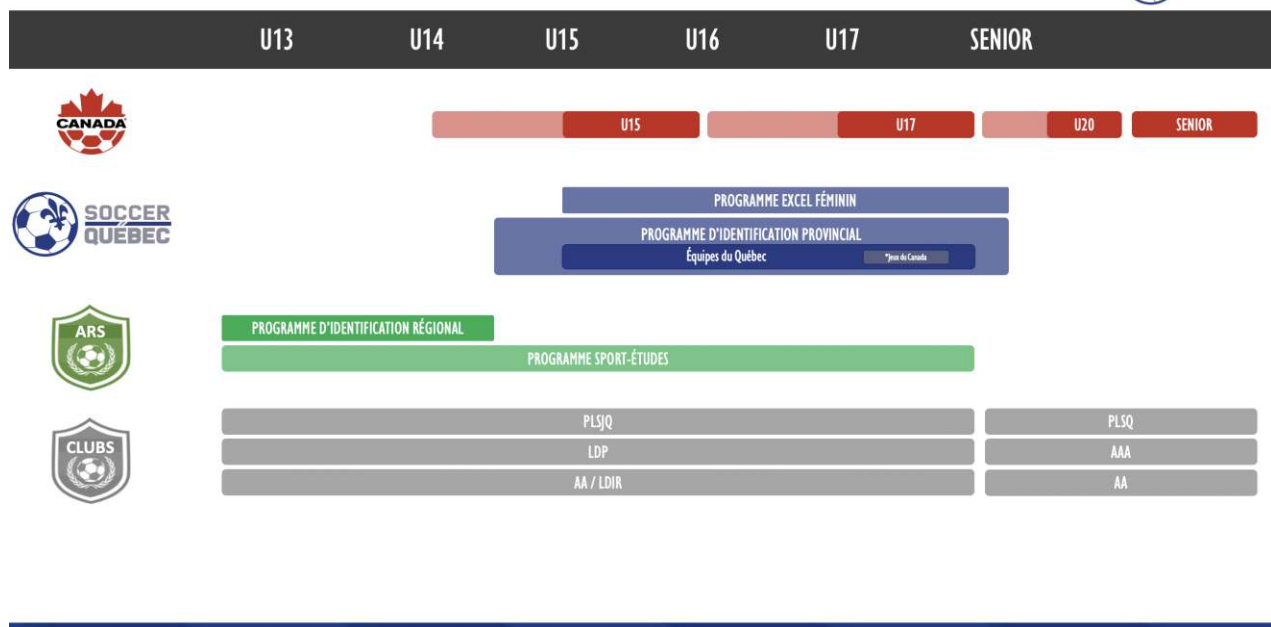 U13 U14 U15 U16 U17 SENIOR
CANADA
U15 U17 U20 SENIOR
SOCCER
QUÉBEC
PROGRAMME EXCEL FÉMININ
PROGRAMME D'IDENTIFICATION PROVINCIAL
Équipes du Québec *Jeux du Canada
ARS
PROGRAMME D'IDENTIFICATION RÉGIONAL
PROGRAMME SPORT-ÉTUDES
CLUBS
PLSJQ PLSQ
LDP AAA
AA / LDIR AA